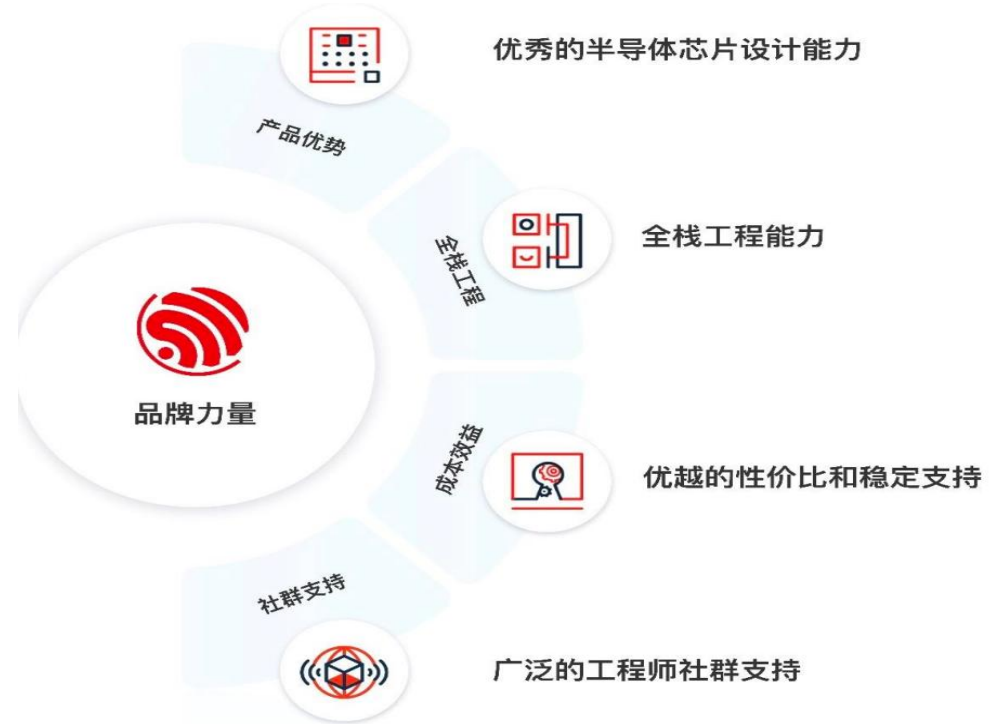 优秀的半导体芯片设计能力
产品优势
全栈工程
全栈工程能力
品牌力量
成本效益
优越的性价比和稳定支持
社群支持
广泛的工程师社群支持